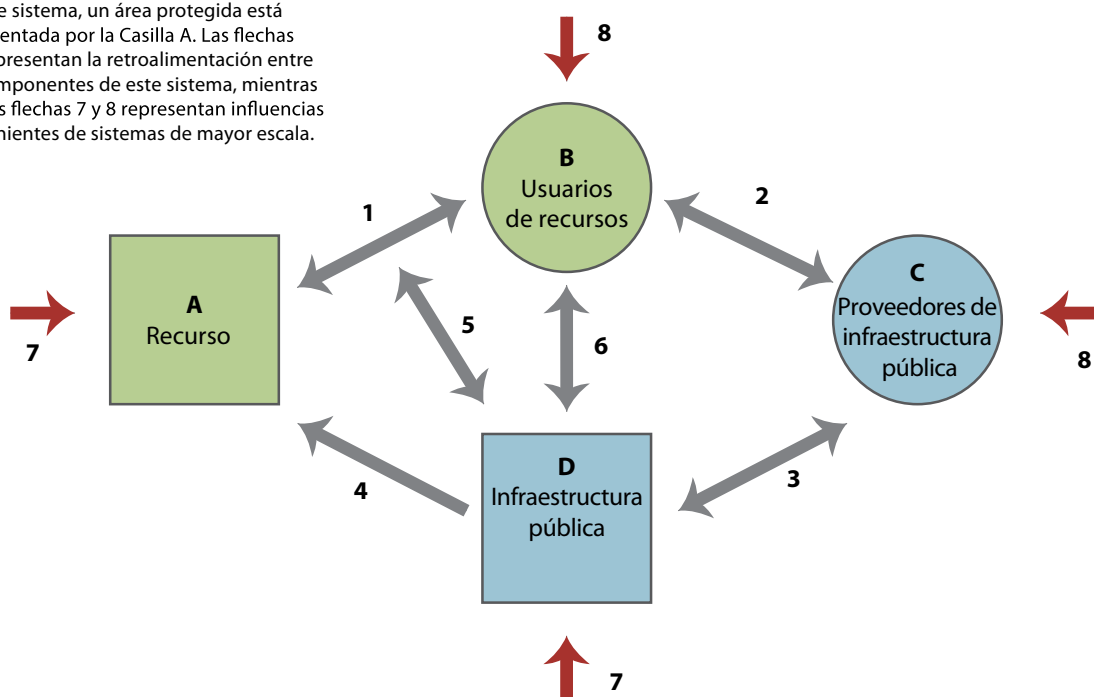 e sistema, un área protegida está
entada por la Casilla A. Las flechas
presentan la retroalimentación entre
mponentes de este sistema, mientras
s flechas 7 y 8 representan influencias
nientes de sistemas de mayor escala.
8
B
Usuarios
de recursos
1
2
A
Recurso
C
Proveedores de
infraestructura
pública
7
5
6
8
D
Infraestructura
pública
4
3
7